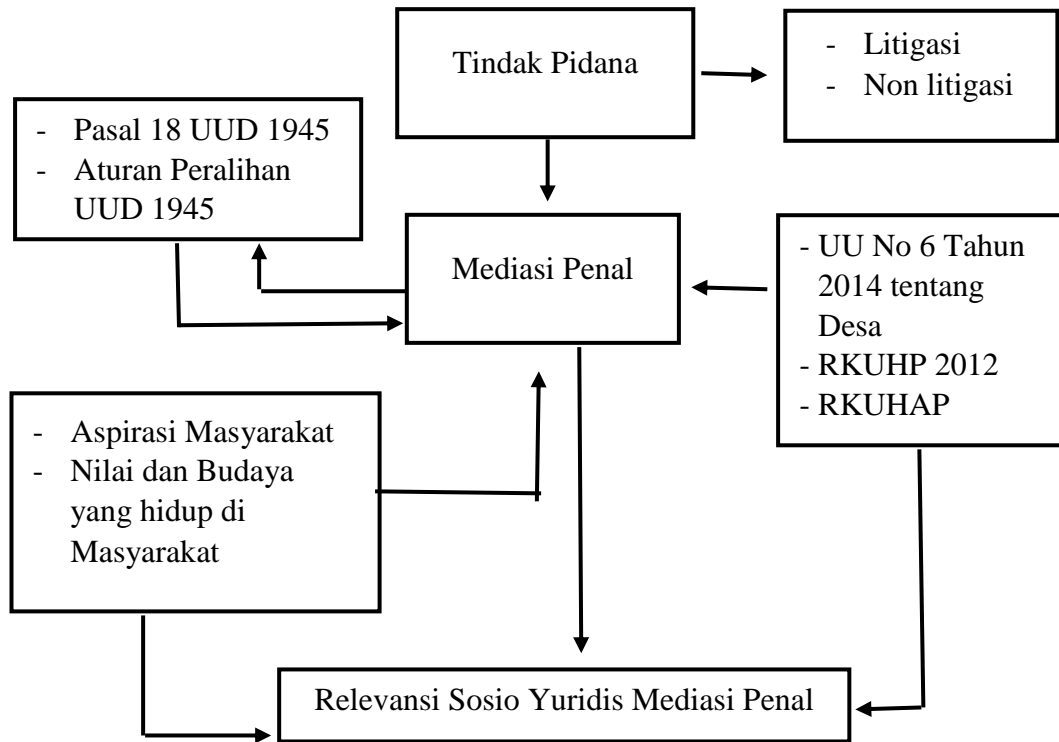 Tindak Pidana
- Litigasi
- Non litigasi
- Pasal 18 UUD 1945
- Aturan Peralihan
UUD 1945
Mediasi Penal
- UU No 6 Tahun
2014 tentang
Desa
- RKUHP 2012
- RKUHAP
- Aspirasi Masyarakat
- Nilai dan Budaya
yang hidup di
Masyarakat
Relevansi Sosio Yuridis Mediasi Penal